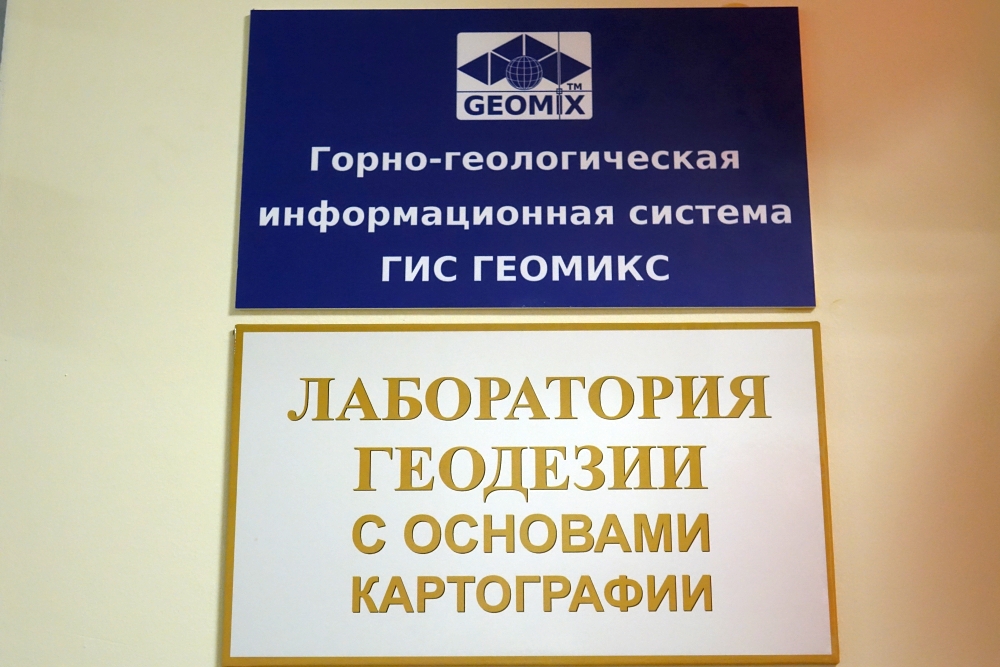 TM
GEOMIX
Горно-геологическая
информационная система
ГИС ГЕОМИКС
ЛАБОРАТОРИЯ
ГЕОДЕЗИИ
С ОСНОВАМИ
КАРТОГРАФИИ